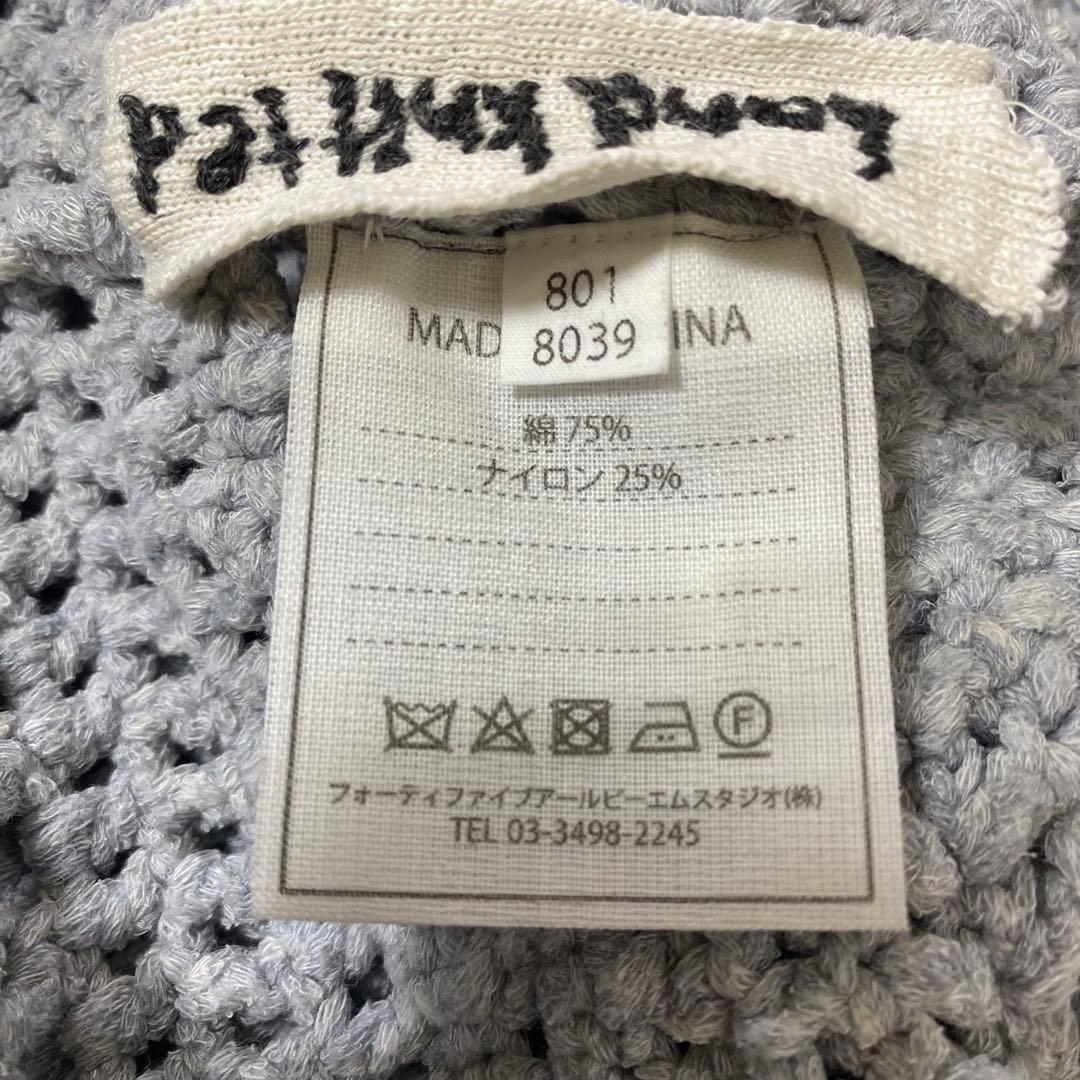 hand knitted
801
8039
MAD INA
綿 75%
ナイロン 25%
F
フォーティファイブアールピーエムスタジオ(株)
TEL 03-3498-2245